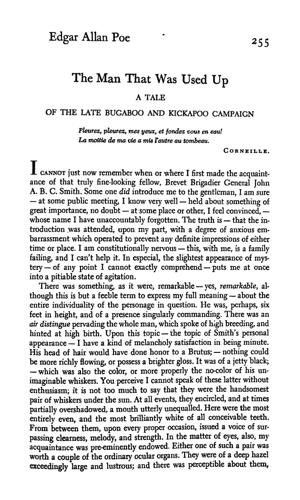 Edgar Allan Poe
255
The Man That Was Used Up
A TALE
OF THE LATE BUGABOO AND KICKAPOO CAMPAIGN
Pleurez, pleurez, mes yeux, et fondez vous en eau!
La moitie de ma vie a mis l'autre au tombeau.
CORNEILLE.
I CANNOT just now remember when or where I first made the acquaint-
ance of that truly fine-looking fellow, Brevet Brigadier General John
A. B. C. Smith. Some one did introduce me to the gentleman, I am sure
— at some public meeting, I know very well — held about something of
great importance, no doubt — at some place or other, I feel convinced, —
whose name I have unaccountably forgotten. The truth is — that the in-
troduction was attended, upon my part, with a degree of anxious em-
barrassment which operated to prevent any definite impressions of either
time or place. I am constitutionally nervous — this, with me, is a family
failing, and I can't help it. In especial, the slightest appearance of mys-
tery — of any point I cannot exactly comprehend — puts me at once
into a pitiable state of agitation.
There was something, as it were, remarkable — yes, remarkable, al-
though this is but a feeble term to express my full meaning — about the
entire individuality of the personage in question. He was, perhaps, six
feet in height, and of a presence singularly commanding. There was an
air distingue pervading the whole man, which spoke of high breeding, and
hinted at high birth. Upon this topic — the topic of Smith's personal
appearance — I have a kind of melancholy satisfaction in being minute.
His head of hair would have done honor to a Brutus; — nothing could
be more richly flowing, or possess a brighter gloss. It was of a jetty black;
— which was also the color, or more properly the no-color of his un-
imaginable whiskers. You perceive I cannot speak of these latter without
enthusiasm; it is not too much to say that they were the handsomest
pair of whiskers under the sun. At all events, they encircled, and at times
partially overshadowed, a mouth utterly unequalled. Here were the most
entirely even, and the most brilliantly white of all conceivable teeth.
From between them, upon every proper occasion, issued a voice of sur-
passing clearness, melody, and strength. In the matter of eyes, also, my
acquaintance was pre-eminently endowed. Either one of such a pair was
worth a couple of the ordinary ocular organs. They were of a deep hazel
exceedingly large and lustrous; and there was perceptible about them,